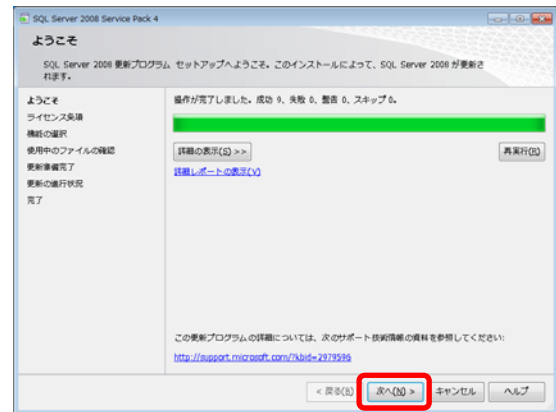 SQL Server 2008 Service Pack 4
ようこそ
SQL Server 2008 更新プログラム セットアップへようこそ。このインストールによって、SQL Server 2008 が更新さ
れます。
ようこそ
ライセンス条項
機能の選択
使用中のファイルの確認
更新準備完了
更新の進行状況
完了
操作が完了しました。成功 9、失敗 0、警告 0、スキップ 0。
詳細の表示(S) >>
再実行(R)
詳細レポートの表示(V)
この更新プログラムの詳細については、次のサポート技術情報の資料を参照してください:
http://support.microsoft.com/?kbid=2979596
< 戻る(B)
次へ(N) >
キャンセル
ヘルプ